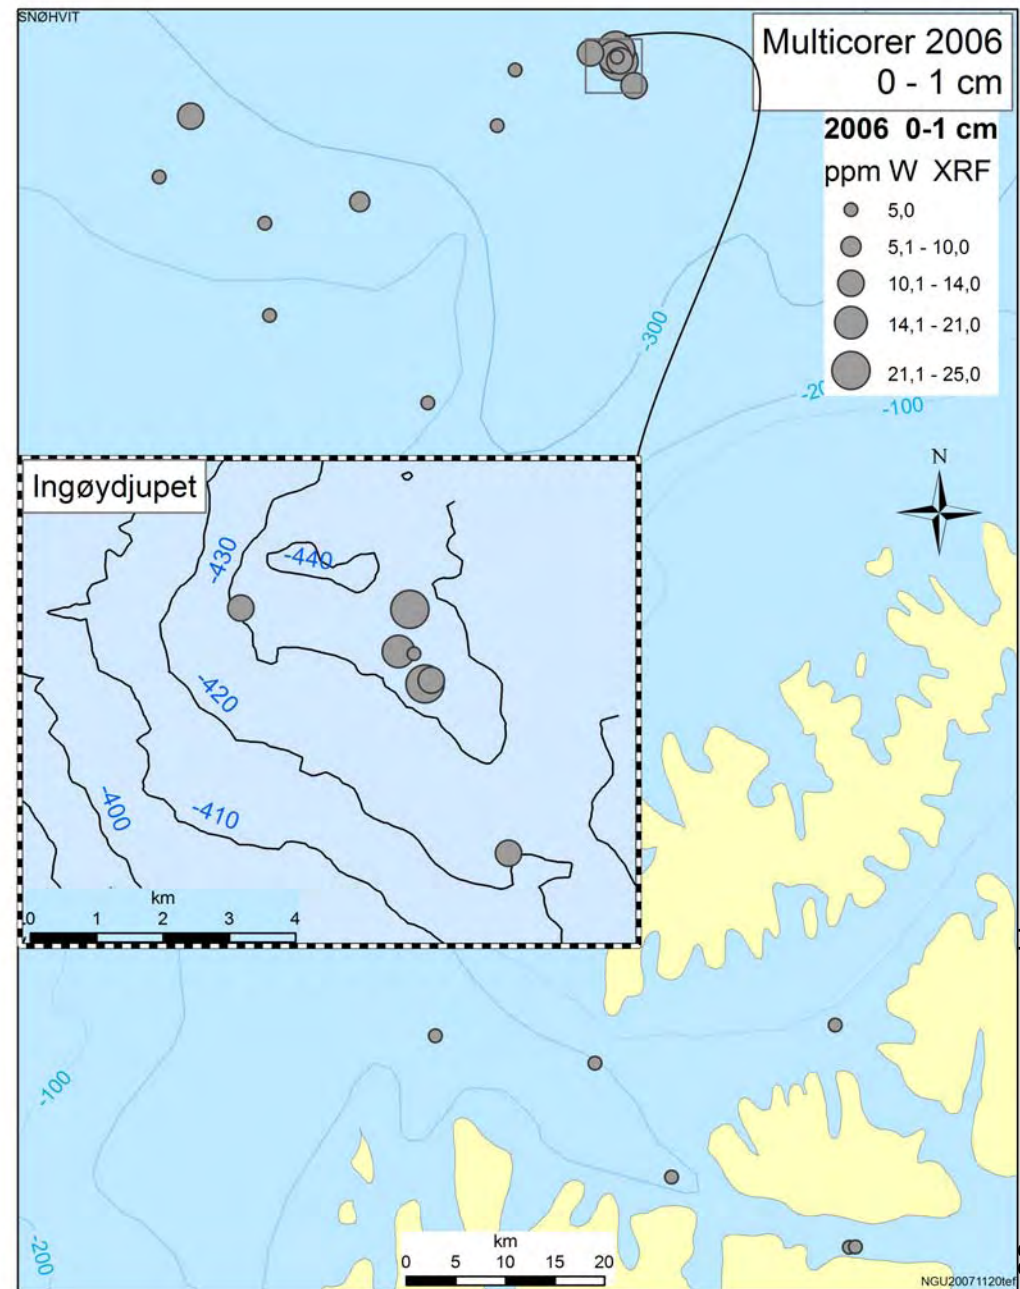 SNØHVIT
Multicorer 2006
0 - 1 cm
2006 0-1 cm
ppm W XRF
5,0
5,1 - 10,0
10,1 - 14,0
14,1 - 21,0
21,1 - 25,0
-300
-100
N
Ingøydjupet
-430
-440
-420
-410
-400
km
0 1 2 3 4
-100
-200
km
0 5 10 15 20
NGU20071120tef